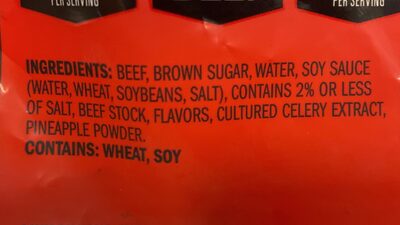 PER SERVING
PER SERVING
INGREDIENTS: BEEF, BROWN SUGAR, WATER, SOY SAUCE
(WATER, WHEAT, SOYBEANS, SALT), CONTAINS 2% OR LESS
OF SALT, BEEF STOCK, FLAVORS, CULTURED CELERY EXTRACT,
PINEAPPLE POWDER.
CONTAINS: WHEAT, SOY